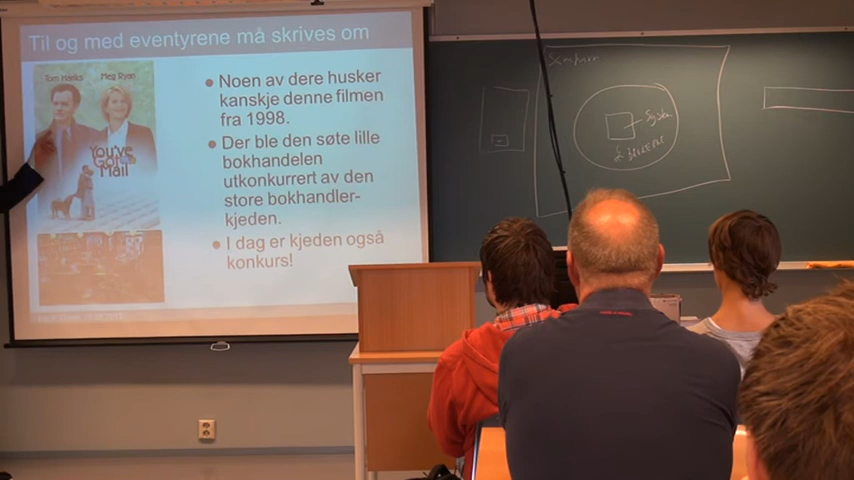 Til og med eventyrene må skrives om
Tom Hanks Meg Ryan
You've
Got
Mail
• Noen av dere husker
kanskje denne filmen
fra 1998.
• Der ble den søte lille
bokhandelen
utkonkurrert av den
store bokhandler-
kjeden.
• I dag er kjeden også
konkurs!